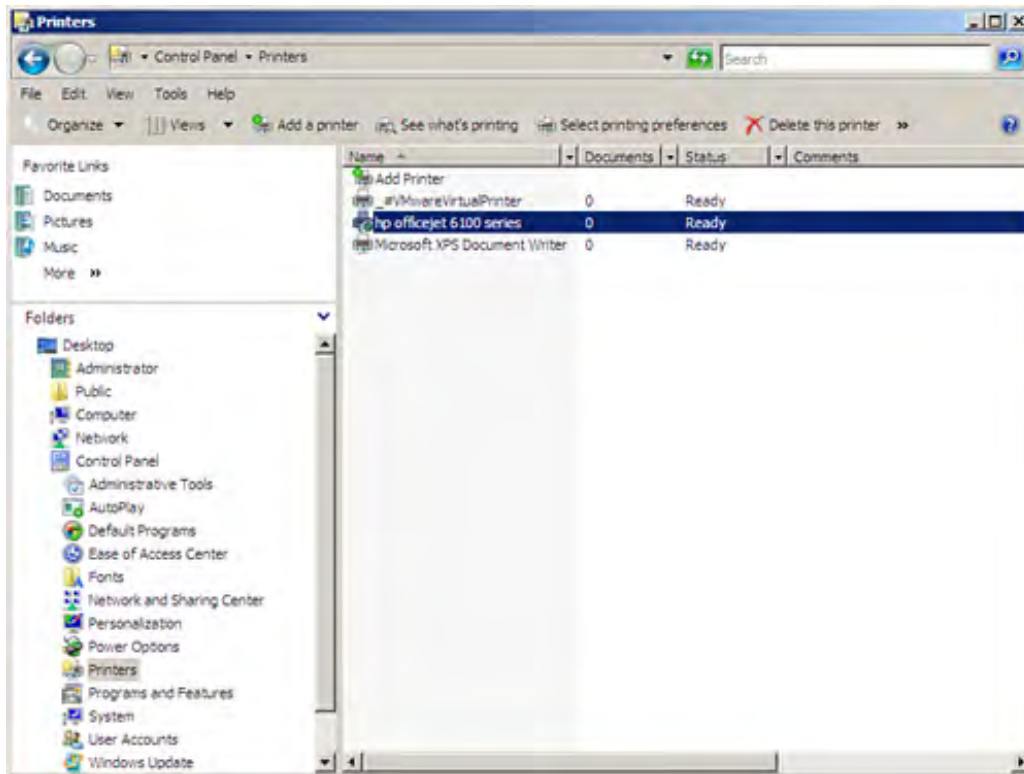 Printers
Control Panel Printers
Search
File Edit View Tools Help
Organize Views Add a printer See what's printing Select printing preferences Delete this printer »
Favorite Links
Documents
Pictures
Music
More »
Folders
Desktop
Administrator
Public
Computer
Network
Control Panel
Administrative Tools
AutoPlay
Default Programs
Ease of Access Center
Fonts
Network and Sharing Center
Personalization
Power Options
Printers
Programs and Features
System
User Accounts
Windows Update
Name Documents Status Comments
Add Printer
_#VMwareVirtualPrinter 0 Ready
hp officejet 6100 series 0 Ready
Microsoft XPS Document Writer 0 Ready